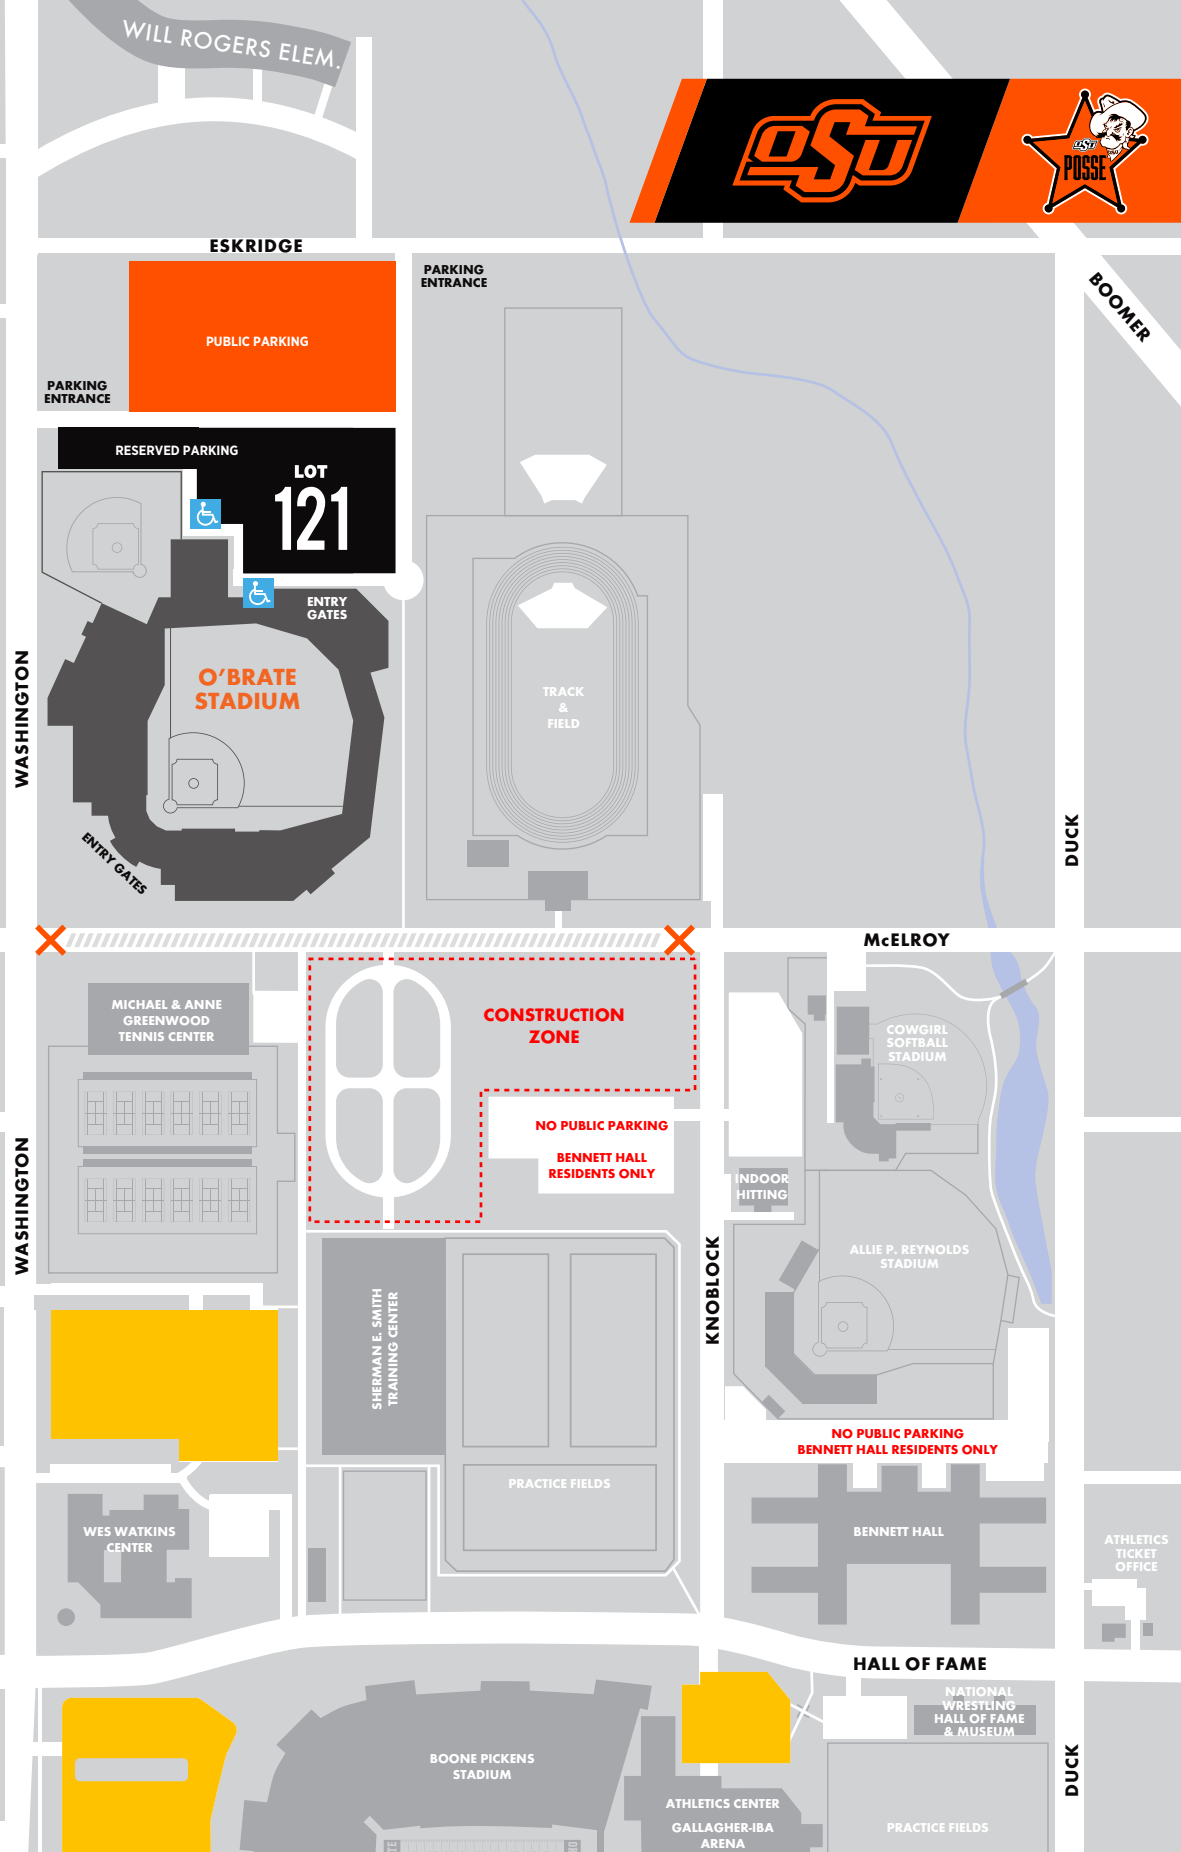 WILL ROGERS ELEM.
OSU
OSU
POSSE
ESKRIDGE
PARKING
ENTRANCE
BOOMER
PUBLIC PARKING
PARKING
ENTRANCE
RESERVED PARKING
LOT
121
ENTRY
GATES
O'BRATE
STADIUM
WASHINGTON
TRACK
&
FIELD
DUCK
ENTRY GATES
McELROY
MICHAEL & ANNE
GREENWOOD
TENNIS CENTER
CONSTRUCTION
ZONE
COWGIRL
SOFTBALL
STADIUM
NO PUBLIC PARKING
BENNETT HALL
RESIDENTS ONLY
WASHINGTON
INDOOR
HITTING
KNOBLOCK
ALLIE P. REYNOLDS
STADIUM
SHERMAN E. SMITH
TRAINING CENTER
NO PUBLIC PARKING
BENNETT HALL RESIDENTS ONLY
PRACTICE FIELDS
WES WATKINS
CENTER
BENNETT HALL
ATHLETICS
TICKET
OFFICE
HALL OF FAME
NATIONAL
WRESTLING
HALL OF FAME
& MUSEUM
BOONE PICKENS
STADIUM
DUCK
ATHLETICS CENTER
GALLAGHER-IBA
ARENA
PRACTICE FIELDS